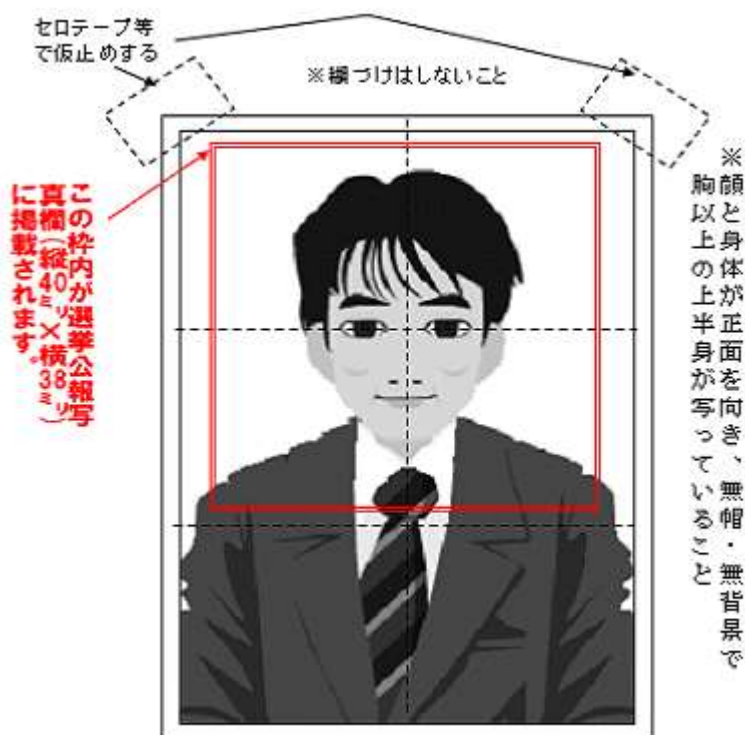 セロテープ等
で仮止めする
※糊づけはしないこと
※顔と身体が正面を向き、無帽・無背景で
胸以上の上半身が写っていること
この枠内が選挙公報写
真欄(縦40㍉×横38㍉)
に掲載されます。